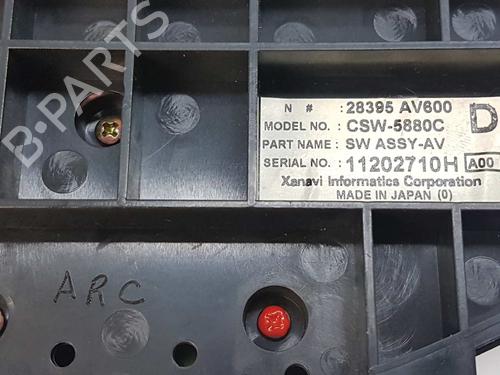 B-PARTS
N #: 28395 AV600
MODEL NO.: CSW-5880C
PART NAME: SW ASSY-AV
SERIAL NO.: 11202710H A00
D
Xanavi Informatics Corporation
MADE IN JAPAN (0)
ARC